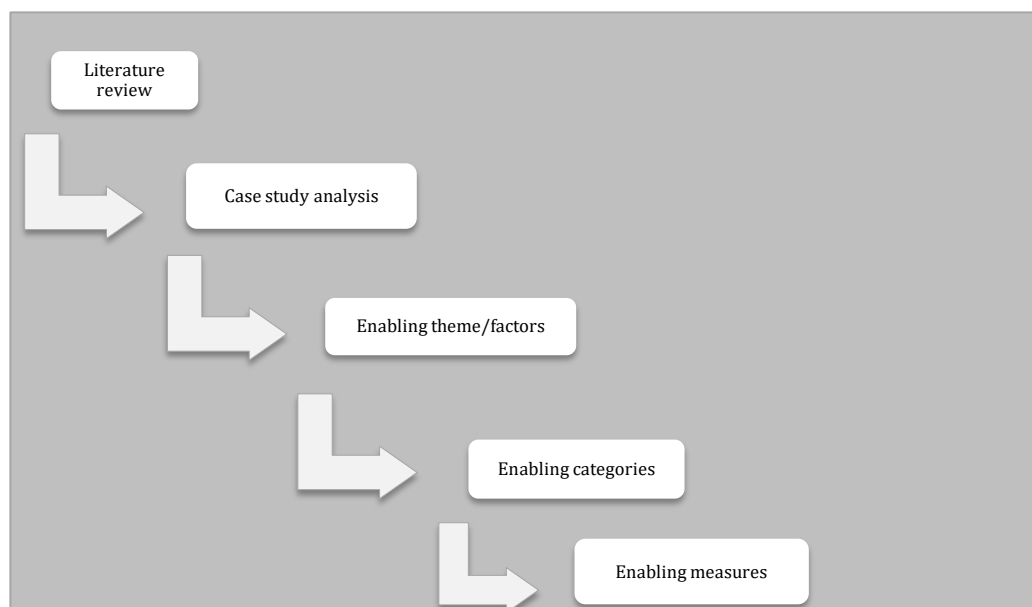 Literature
review
Case study analysis
Enabling theme/factors
Enabling categories
Enabling measures